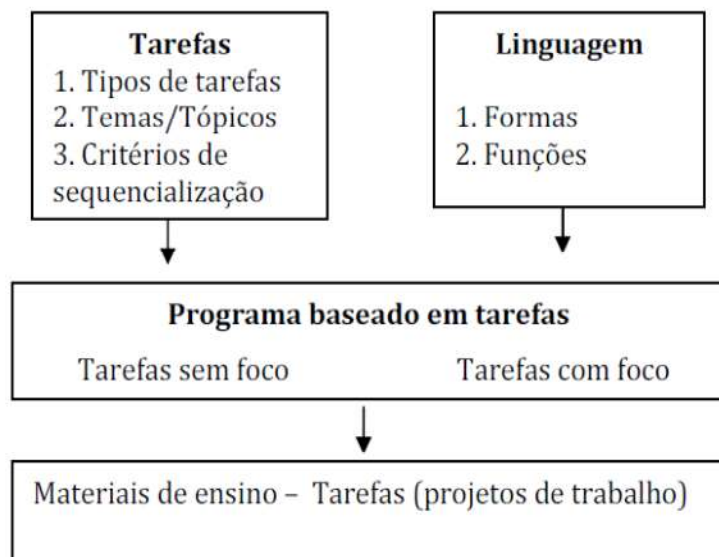 Tarefas
1. Tipos de tarefas
2. Temas/Tópicos
3. Critérios de
sequencialização
Linguagem
1. Formas
2. Funções
Programa baseado em tarefas
Tarefas sem foco Tarefas com foco
Materiais de ensino – Tarefas (projetos de trabalho)